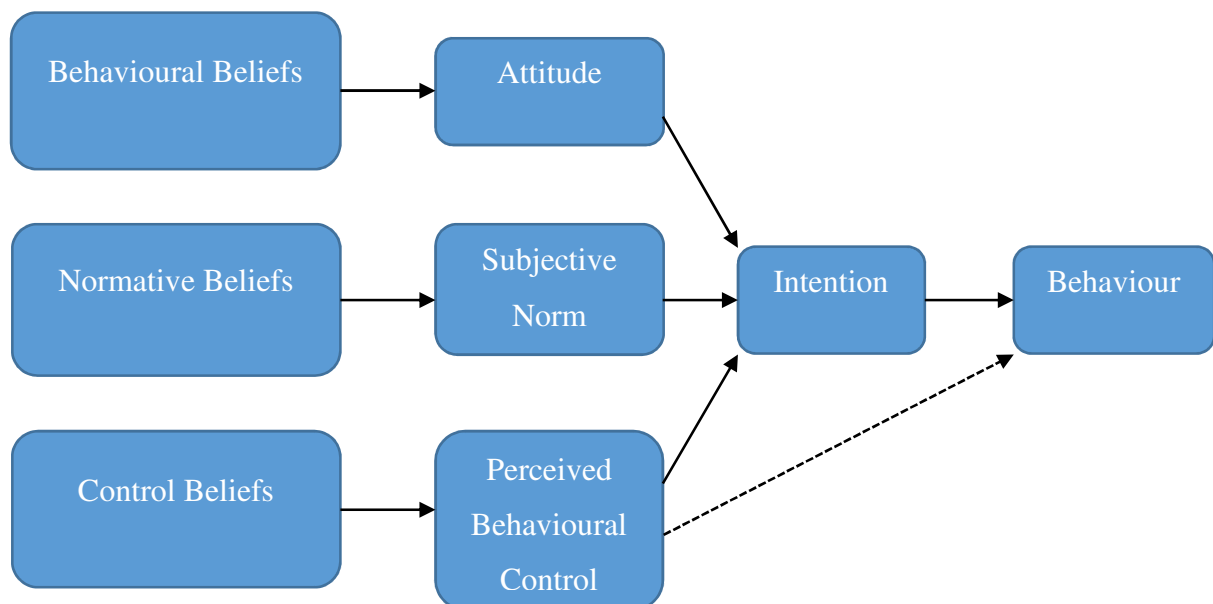 Behavioural Beliefs
Attitude
Normative Beliefs
Subjective
Norm
Intention
Behaviour
Control Beliefs
Perceived
Behavioural
Control